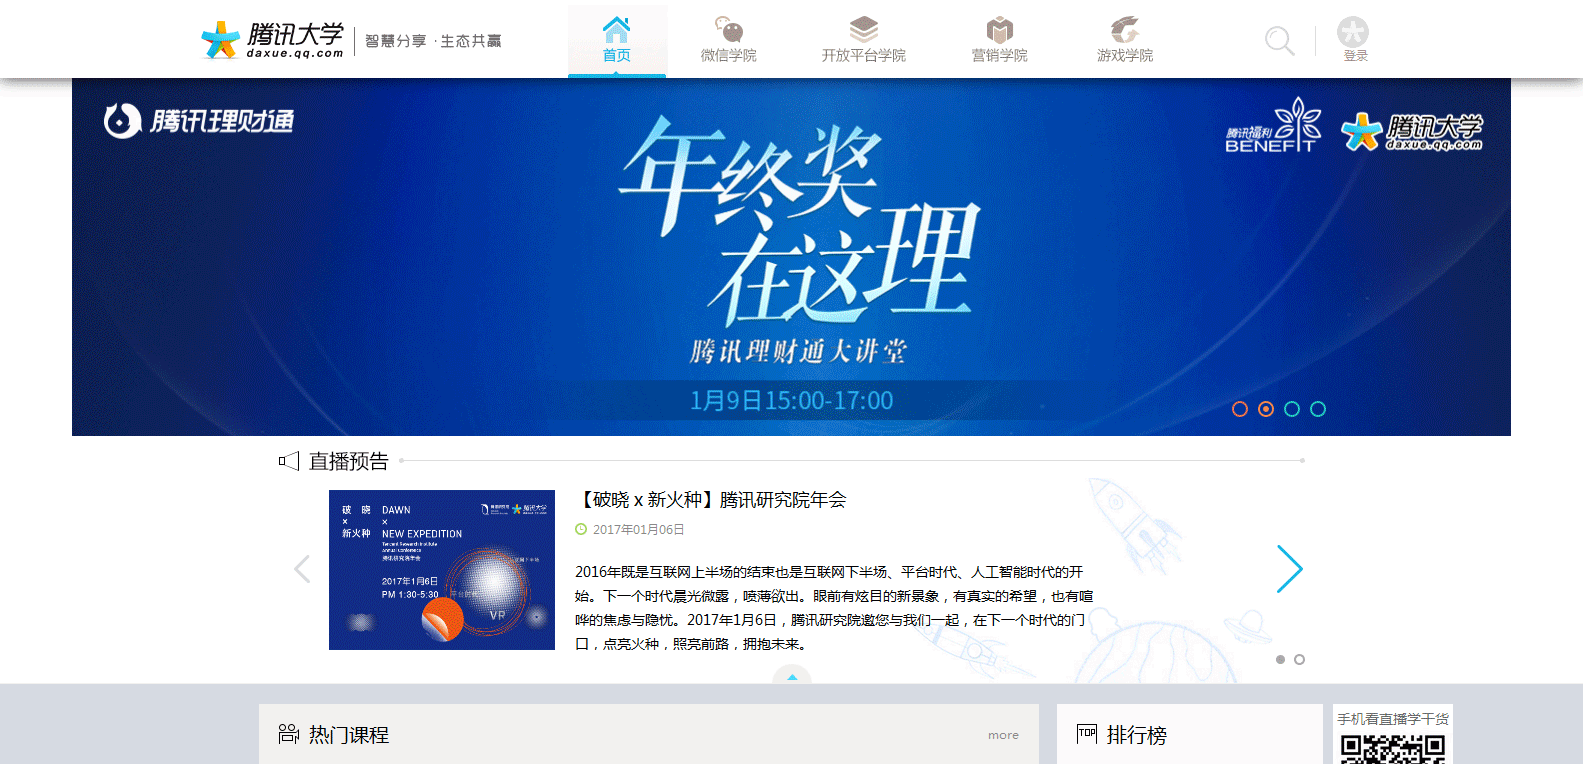 腾讯大学
daxue.qq.com
智慧分享 · 生态共赢
首页
微信学院
开放平台学院
营销学院
游戏学院
登录
腾讯理财通
腾讯福利
BENEFIT
腾讯大学
daxue.qq.com
年终奖
在这理
腾讯理财通大讲堂
1月9日15:00-17:00
直播预告
破 晓 DAWN
× ×
新火种 NEW EXPEDITION
Tencent Research Institute
Annual Conference
腾讯研究院年会
2017年1月6日
PM 1:30-5:30
VR
【破晓 x 新火种】腾讯研究院年会
2017年01月06日
2016年既是互联网上半场的结束也是互联网下半场、平台时代、人工智能时代的开
始。下一个时代晨光微露，喷薄欲出。眼前有炫目的新景象，有真实的希望，也有喧
哗的焦虑与隐忧。2017年1月6日，腾讯研究院邀您与我们一起，在下一个时代的门
口，点亮火种，照亮前路，拥抱未来。
热门课程
more
TOP
排行榜
手机看直播学干货